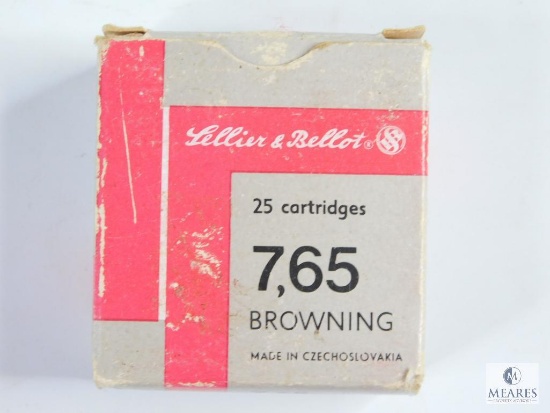 Sellier & Bellot®
25 cartridges
7,65
BROWNING
MADE IN CZECHOSLOVAKIA
M
MEARES